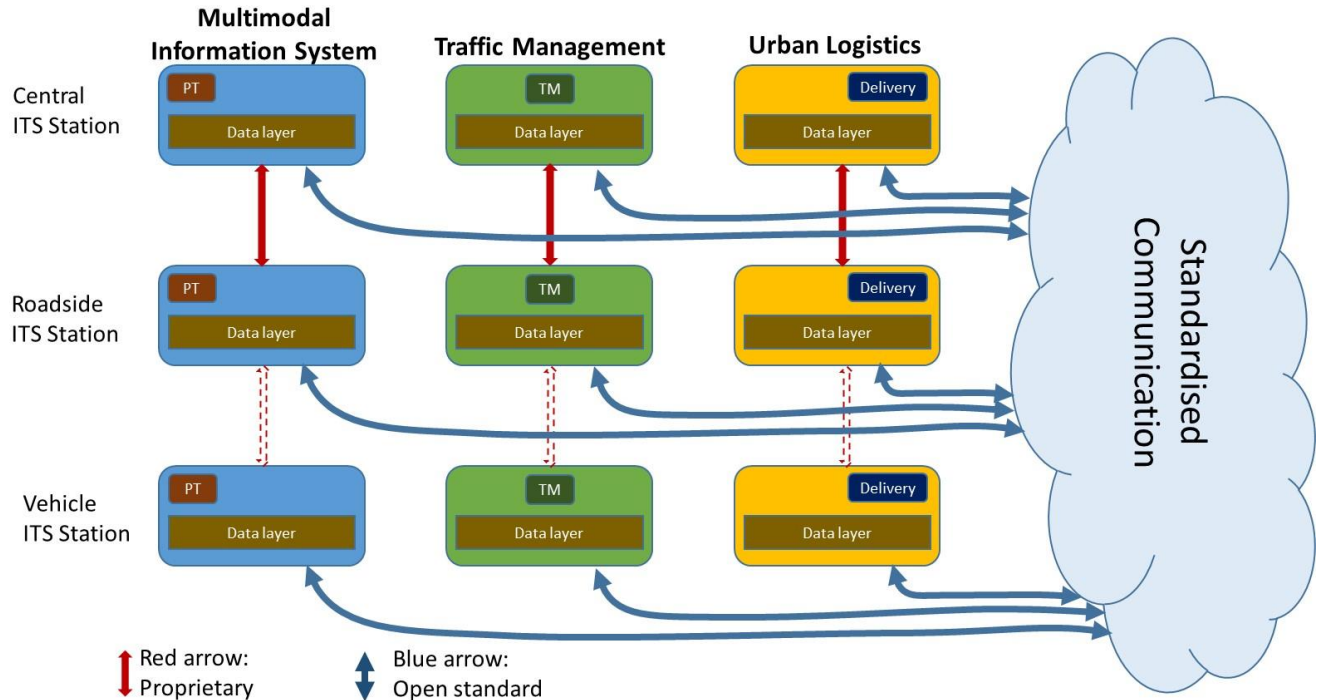 Multimodal
Information System
Traffic Management
Urban Logistics
Central
ITS Station
PT
Data layer
TM
Data layer
Delivery
Data layer
Roadside
ITS Station
PT
Data layer
TM
Data layer
Delivery
Data layer
Vehicle
ITS Station
PT
Data layer
TM
Data layer
Delivery
Data layer
Standardised
Communication
Red arrow:
Proprietary
Blue arrow:
Open standard